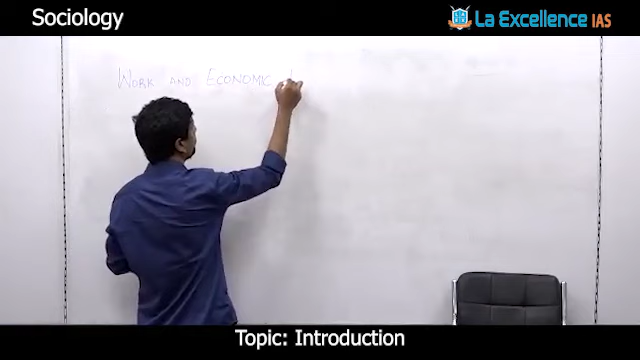 Sociology
La Excellence IAS
WORK AND ECONOMIC
Topic: Introduction